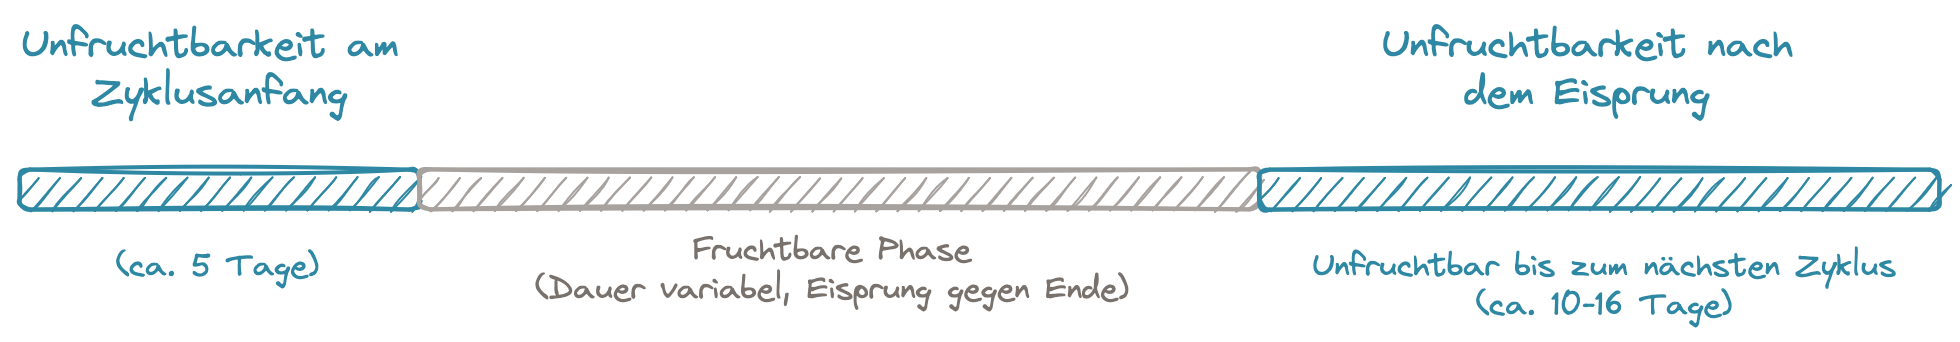 Unfruchtbarkeit am
Zyklusanfang
(ca. 5 Tage)
Fruchtbare Phase
(Dauer variabel, Eisprung gegen Ende)
Unfruchtbarkeit nach
dem Eisprung
Unfruchtbar bis zum nächsten Zyklus
(ca. 10-16 Tage)